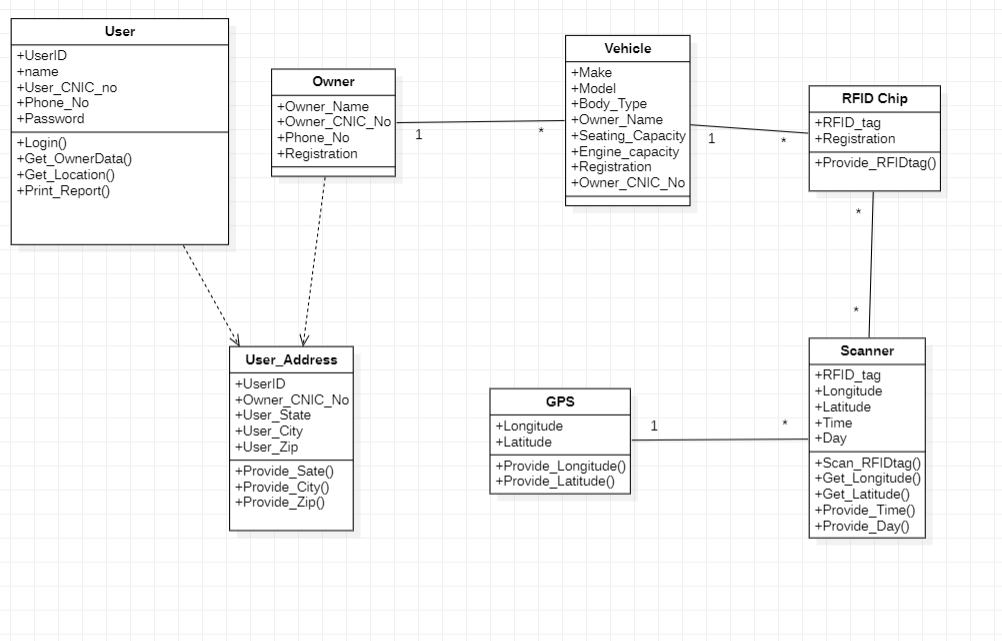 User
+UserID
+name
+User_CNIC_no
+Phone_No
+Password
+Login()
+Get_OwnerData()
+Get_Location()
+Print_Report()
Owner
+Owner_Name
+Owner_CNIC_No
+Phone_No
+Registration
1
*
Vehicle
+Make
+Model
+Body_Type
+Owner_Name
+Seating_Capacity
+Engine_capacity
+Registration
+Owner_CNIC_No
1
*
RFID Chip
+RFID_tag
+Registration
+Provide_RFIDtag()
*
*
User_Address
+UserID
+Owner_CNIC_No
+User_State
+User_City
+User_Zip
+Provide_Sate()
+Provide_City()
+Provide_Zip()
GPS
+Longitude
+Latitude
+Provide_Longitude()
+Provide_Latitude()
1
*
Scanner
+RFID_tag
+Longitude
+Latitude
+Time
+Day
+Scan_RFIDtag()
+Get_Longitude()
+Get_Latitude()
+Provide_Time()
+Provide_Day()